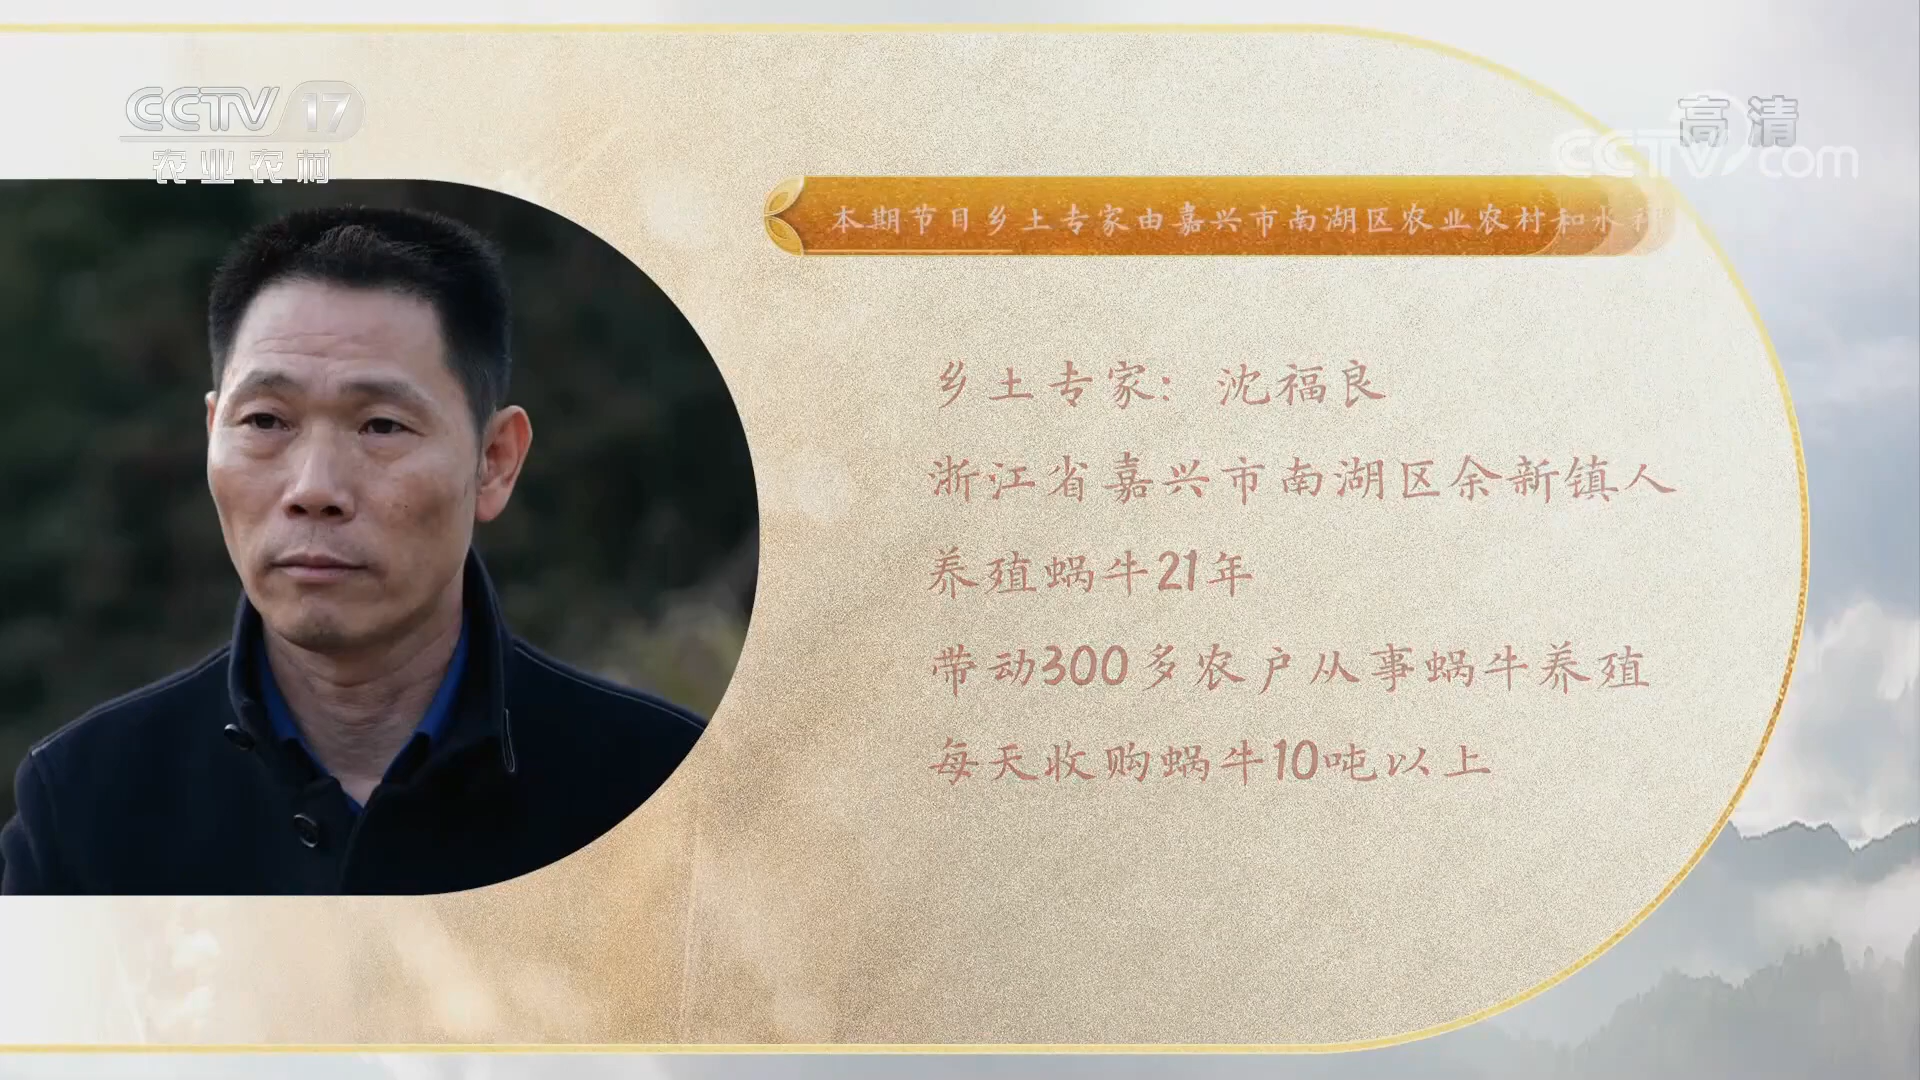 CCTV 17
农业农村
高清
CCTV.com
本期节目乡土专家由嘉兴市南湖区农业农村和水利
乡土专家：沈福良
浙江省嘉兴市南湖区余新镇人
养殖蜗牛21年
带动300多农户从事蜗牛养殖
每天收购蜗牛10吨以上